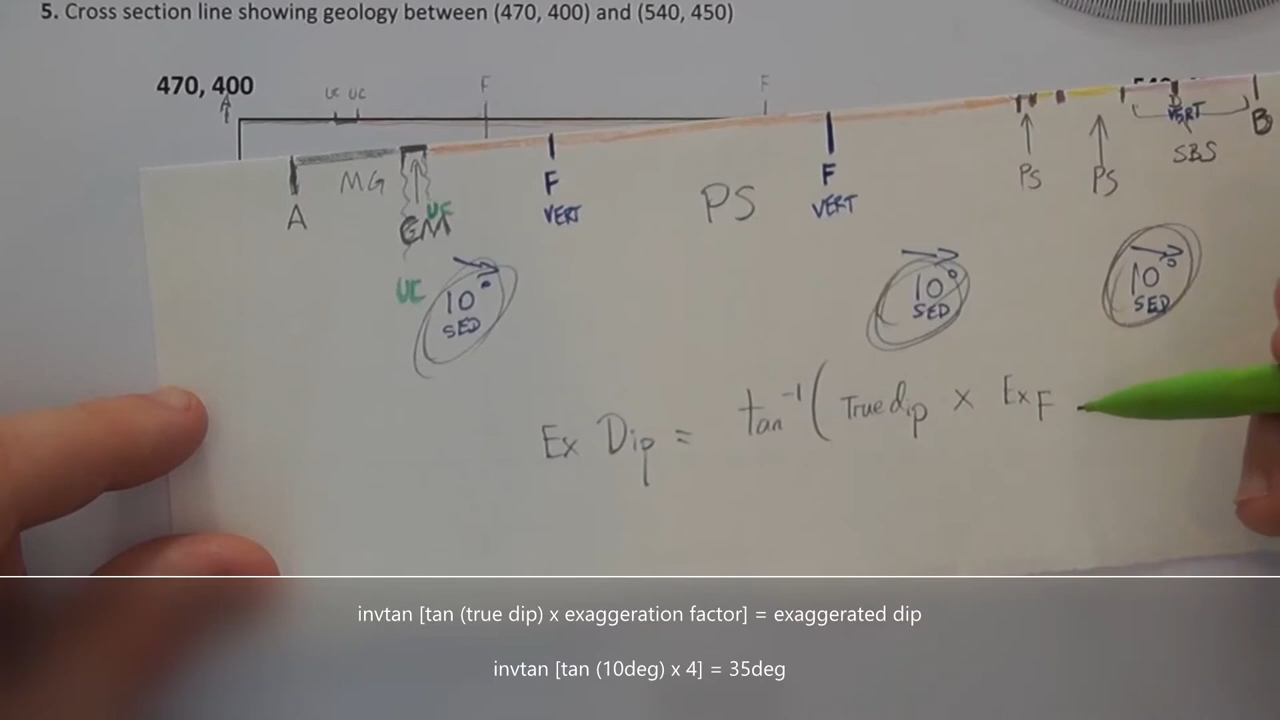 5. Cross section line showing geology between (470, 400) and (540, 450)
470, 400
A
UC UC
F
F
A
MG
GM
UC
UC
F
VERT
PS
F
VERT
PS
PS
VERT
SBS
B
10°
SED
10°
SED
10°
SED
Ex Dip = tan⁻¹ ( True dip x Ex F
invtan [tan (true dip) x exaggeration factor] = exaggerated dip
invtan [tan (10deg) x 4] = 35deg